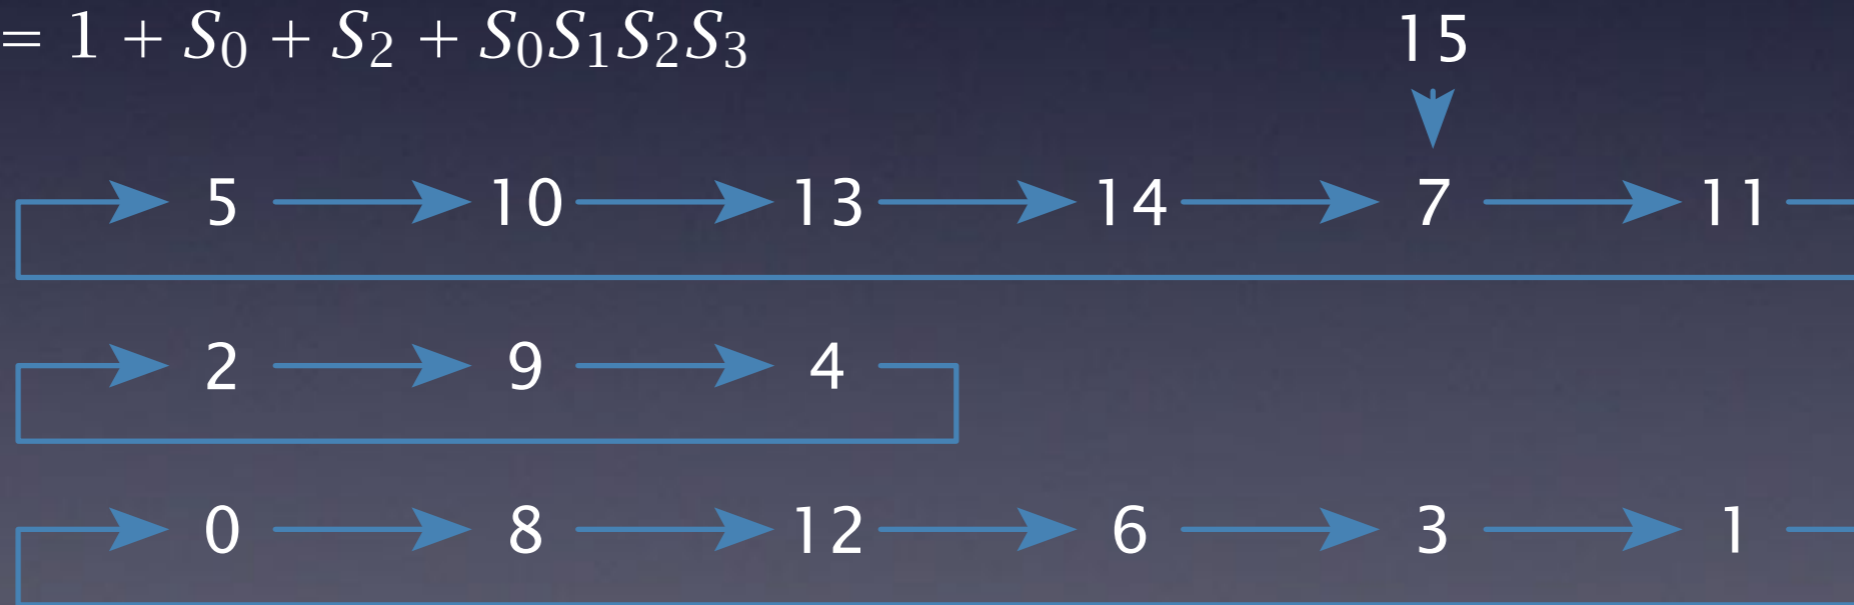 = 1 + S₀ + S₂ + S₀S₁S₂S₃
15
5 10 13 14 7 11
2 9 4
0 8 12 6 3 1